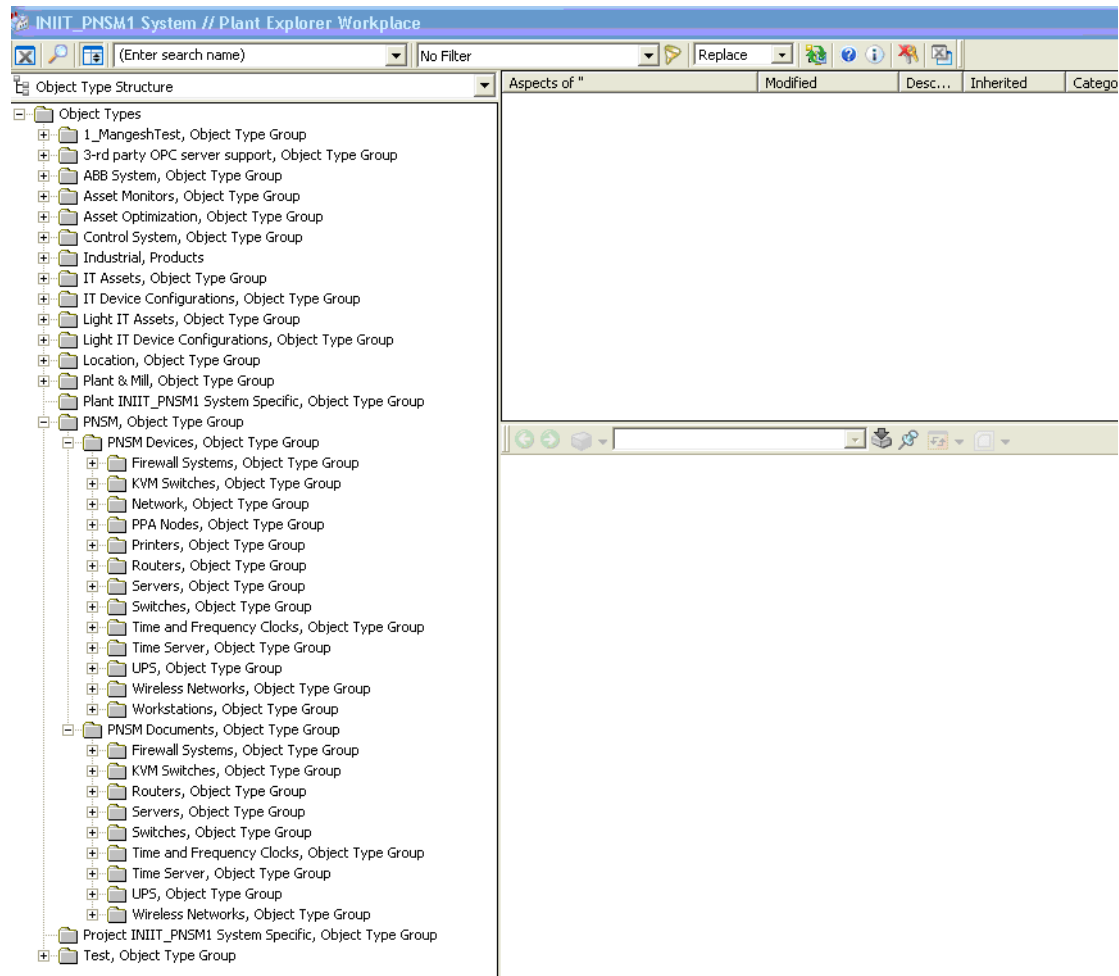 INIIT_PNSM1 System // Plant Explorer Workplace
(Enter search name) No Filter Replace
Object Type Structure
Aspects of '' Modified Desc... Inherited Catego
Object Types
1_MangeshTest, Object Type Group
3-rd party OPC server support, Object Type Group
ABB System, Object Type Group
Asset Monitors, Object Type Group
Asset Optimization, Object Type Group
Control System, Object Type Group
Industrial, Products
IT Assets, Object Type Group
IT Device Configurations, Object Type Group
Light IT Assets, Object Type Group
Light IT Device Configurations, Object Type Group
Location, Object Type Group
Plant & Mill, Object Type Group
Plant INIIT_PNSM1 System Specific, Object Type Group
PNSM, Object Type Group
PNSM Devices, Object Type Group
Firewall Systems, Object Type Group
KVM Switches, Object Type Group
Network, Object Type Group
PPA Nodes, Object Type Group
Printers, Object Type Group
Routers, Object Type Group
Servers, Object Type Group
Switches, Object Type Group
Time and Frequency Clocks, Object Type Group
Time Server, Object Type Group
UPS, Object Type Group
Wireless Networks, Object Type Group
Workstations, Object Type Group
PNSM Documents, Object Type Group
Firewall Systems, Object Type Group
KVM Switches, Object Type Group
Routers, Object Type Group
Servers, Object Type Group
Switches, Object Type Group
Time and Frequency Clocks, Object Type Group
Time Server, Object Type Group
UPS, Object Type Group
Wireless Networks, Object Type Group
Project INIIT_PNSM1 System Specific, Object Type Group
Test, Object Type Group